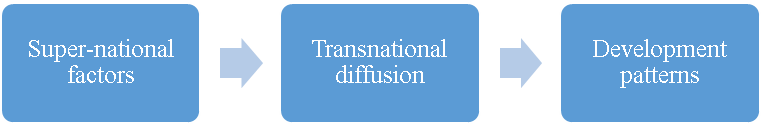 Super-national
factors
Transnational
diffusion
Development
patterns